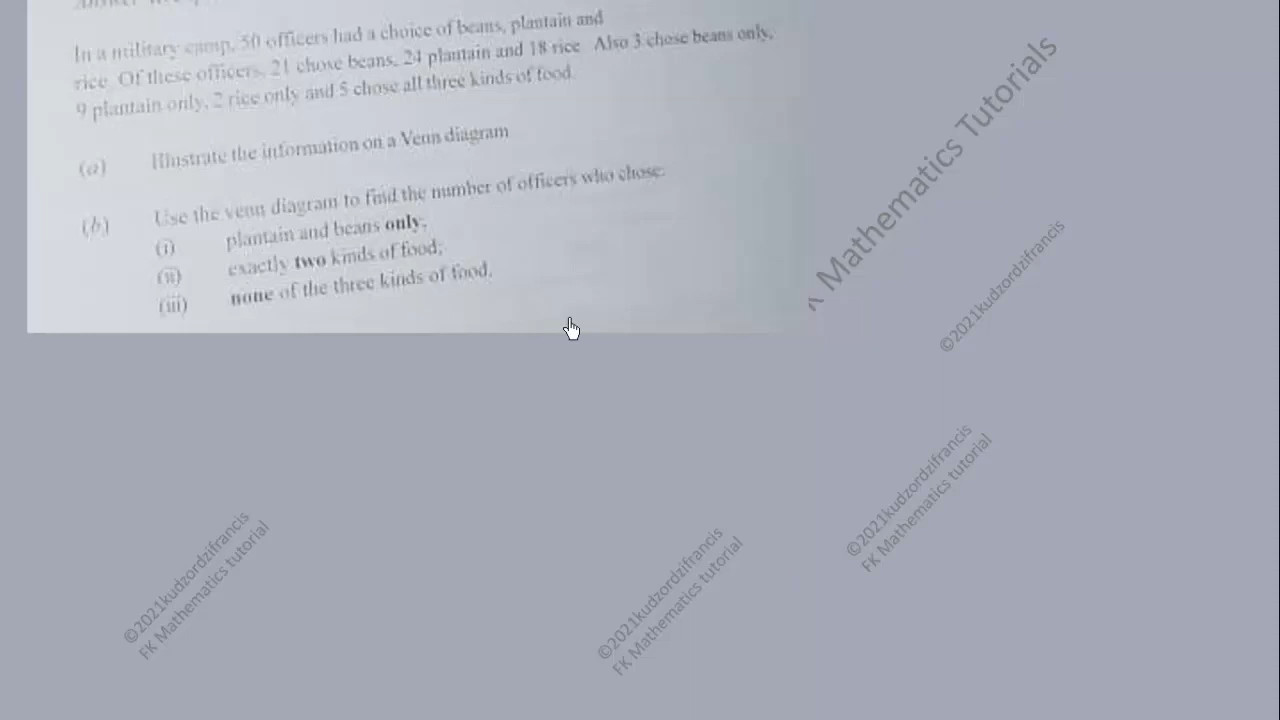 In a military camp, 50 officers had a choice of beans, plantain and
rice. Of these officers, 21 chose beans, 24 plantain and 18 rice. Also 3 chose beans only,
9 plantain only, 2 rice only and 5 chose all three kinds of food.
(a) Illustrate the information on a Venn diagram
(b) Use the venn diagram to find the number of officers who chose:
(i) plantain and beans only;
(ii) exactly two kinds of food;
(iii) none of the three kinds of food.
Mathematics Tutorials
©2021kudzordzifrancis
©2021kudzordzifrancis
FK Mathematics tutorial
©2021kudzordzifrancis
FK Mathematics tutorial
©2021kudzordzifrancis
FK Mathematics tutorial